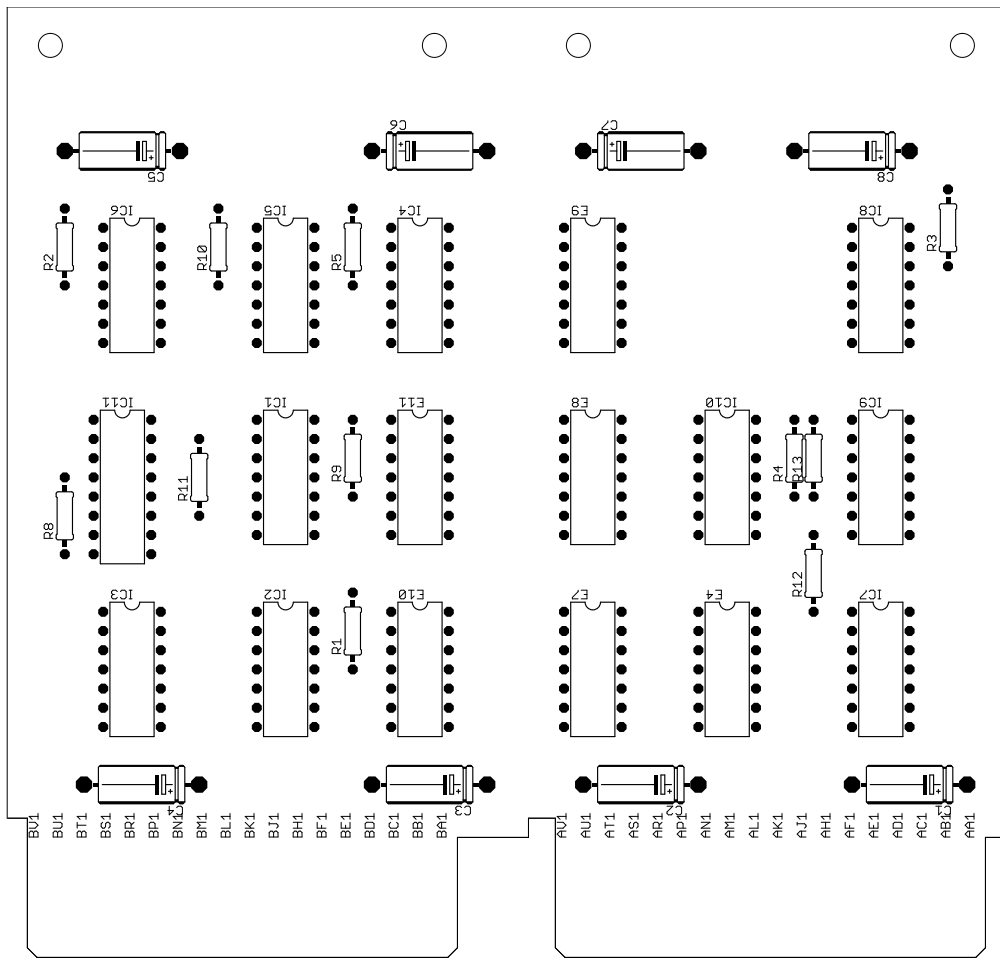 C6
C7
C5
C8
IC6
IC5
IC4
E9
IC8
R2
R10
R5
R3
IC11
IC1
E11
E8
IC10
IC9
R9
R4
R13
R11
R8
R12
IC3
IC2
E10
E7
E4
IC7
R1
C4
C3
C2
C1
BV1 BU1 BT1 BS1 BR1 BP1 BN1 BM1 BL1 BK1 BJ1 BH1 BF1 BE1 BD1 BC1 BB1 BA1 AV1 AU1 AT1 AS1 AR1 AP1 AN1 AM1 AL1 AK1 AJ1 AH1 AF1 AE1 AD1 AC1 AB1 AA1